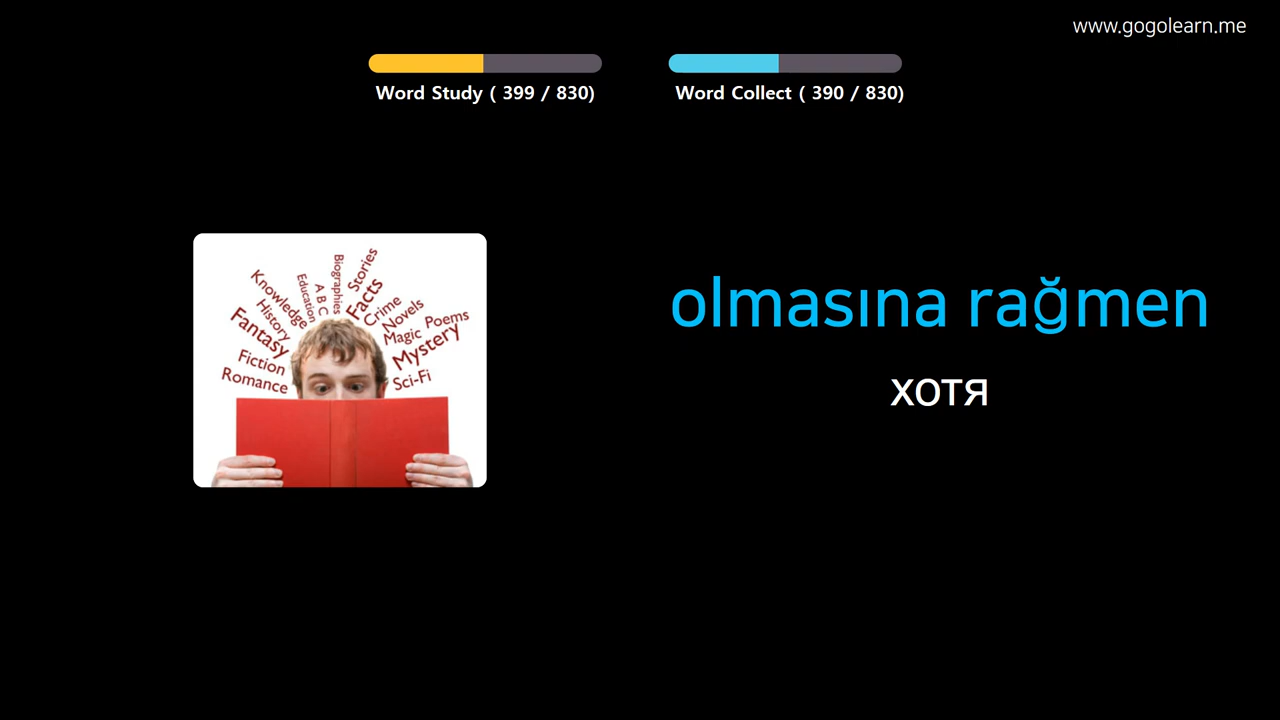 www.gogolearn.me
Word Study ( 399 / 830)
Word Collect ( 390 / 830)
Stories
Biographies
A B C
Education
Knowledge
History
Fantasy
Fiction
Romance
Facts
Crime
Novels
Magic
Poems
Mystery
Sci-Fi
olmasına rağmen
хотя